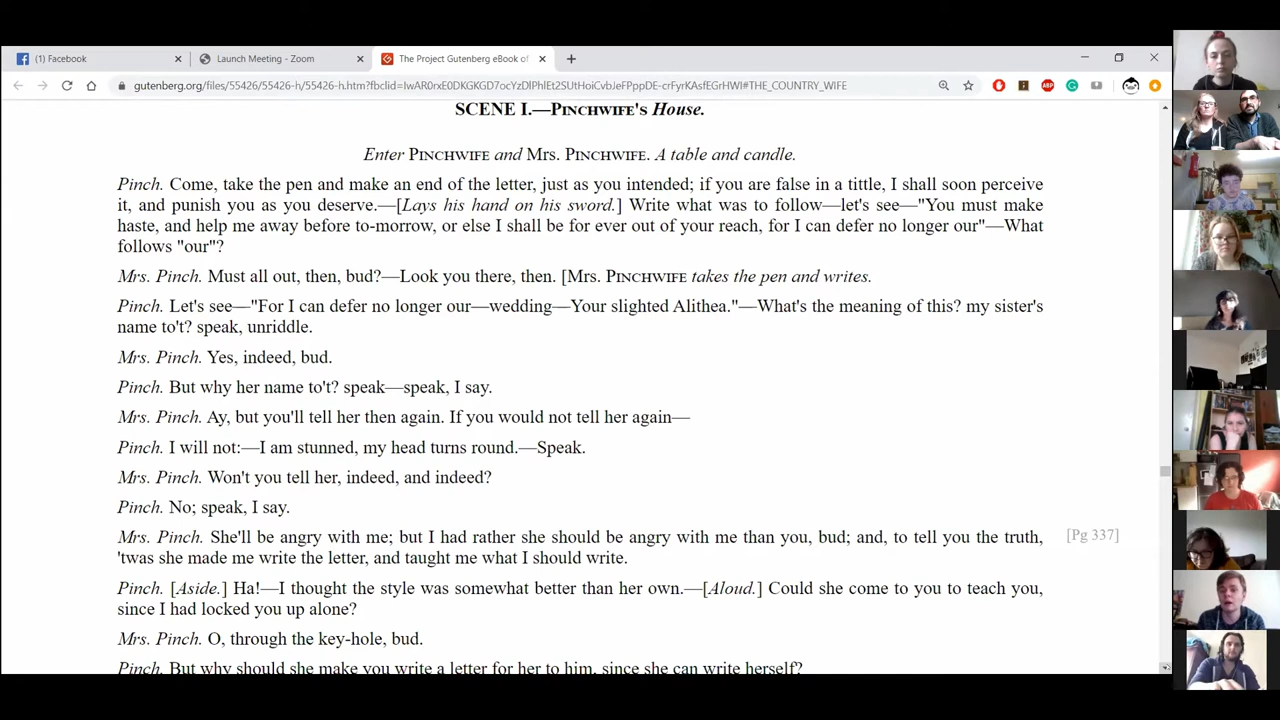 (1) Facebook
Launch Meeting - Zoom
The Project Gutenberg eBook of
gutenberg.org/files/55426/55426-h/55426-h.htm?fbclid=IwAR0rxE0DKGKGD7ocYzDlPhlEt2SUtHoiCvbJeFPppDE-crFyrKAsfEGrHWI#THE_COUNTRY_WIFE
SCENE I.—PINCHWIFE's House.
Enter PINCHWIFE and Mrs. PINCHWIFE. A table and candle.
Pinch. Come, take the pen and make an end of the letter, just as you intended; if you are false in a tittle, I shall soon perceive
it, and punish you as you deserve.—[Lays his hand on his sword.] Write what was to follow—let's see—"You must make
haste, and help me away before to-morrow, or else I shall be for ever out of your reach, for I can defer no longer our"—What
follows "our"?
Mrs. Pinch. Must all out, then, bud?—Look you there, then. [Mrs. PINCHWIFE takes the pen and writes.
Pinch. Let's see—"For I can defer no longer our—wedding—Your slighted Alithea."—What's the meaning of this? my sister's
name to't? speak, unriddle.
Mrs. Pinch. Yes, indeed, bud.
Pinch. But why her name to't? speak—speak, I say.
Mrs. Pinch. Ay, but you'll tell her then again. If you would not tell her again—
Pinch. I will not:—I am stunned, my head turns round.—Speak.
Mrs. Pinch. Won't you tell her, indeed, and indeed?
Pinch. No; speak, I say.
Mrs. Pinch. She'll be angry with me; but I had rather she should be angry with me than you, bud; and, to tell you the truth,
[Pg 337]
'twas she made me write the letter, and taught me what I should write.
Pinch. [Aside.] Ha!—I thought the style was somewhat better than her own.—[Aloud.] Could she come to you to teach you,
since I had locked you up alone?
Mrs. Pinch. O, through the key-hole, bud.
Pinch. But why should she make you write a letter for her to him, since she can write herself?